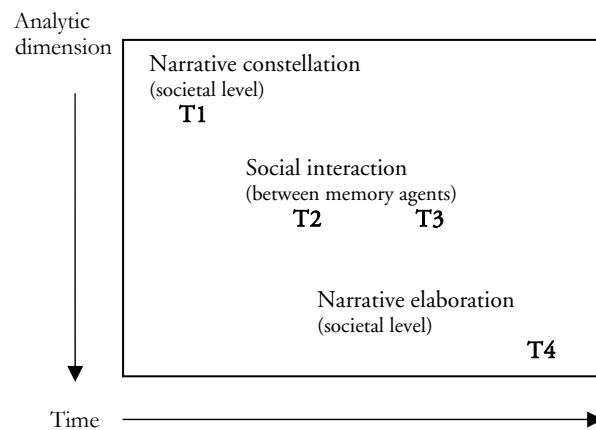 Analytic
dimension
Narrative constellation
(societal level)
T1
Social interaction
(between memory agents)
T2 T3
Narrative elaboration
(societal level)
T4
Time